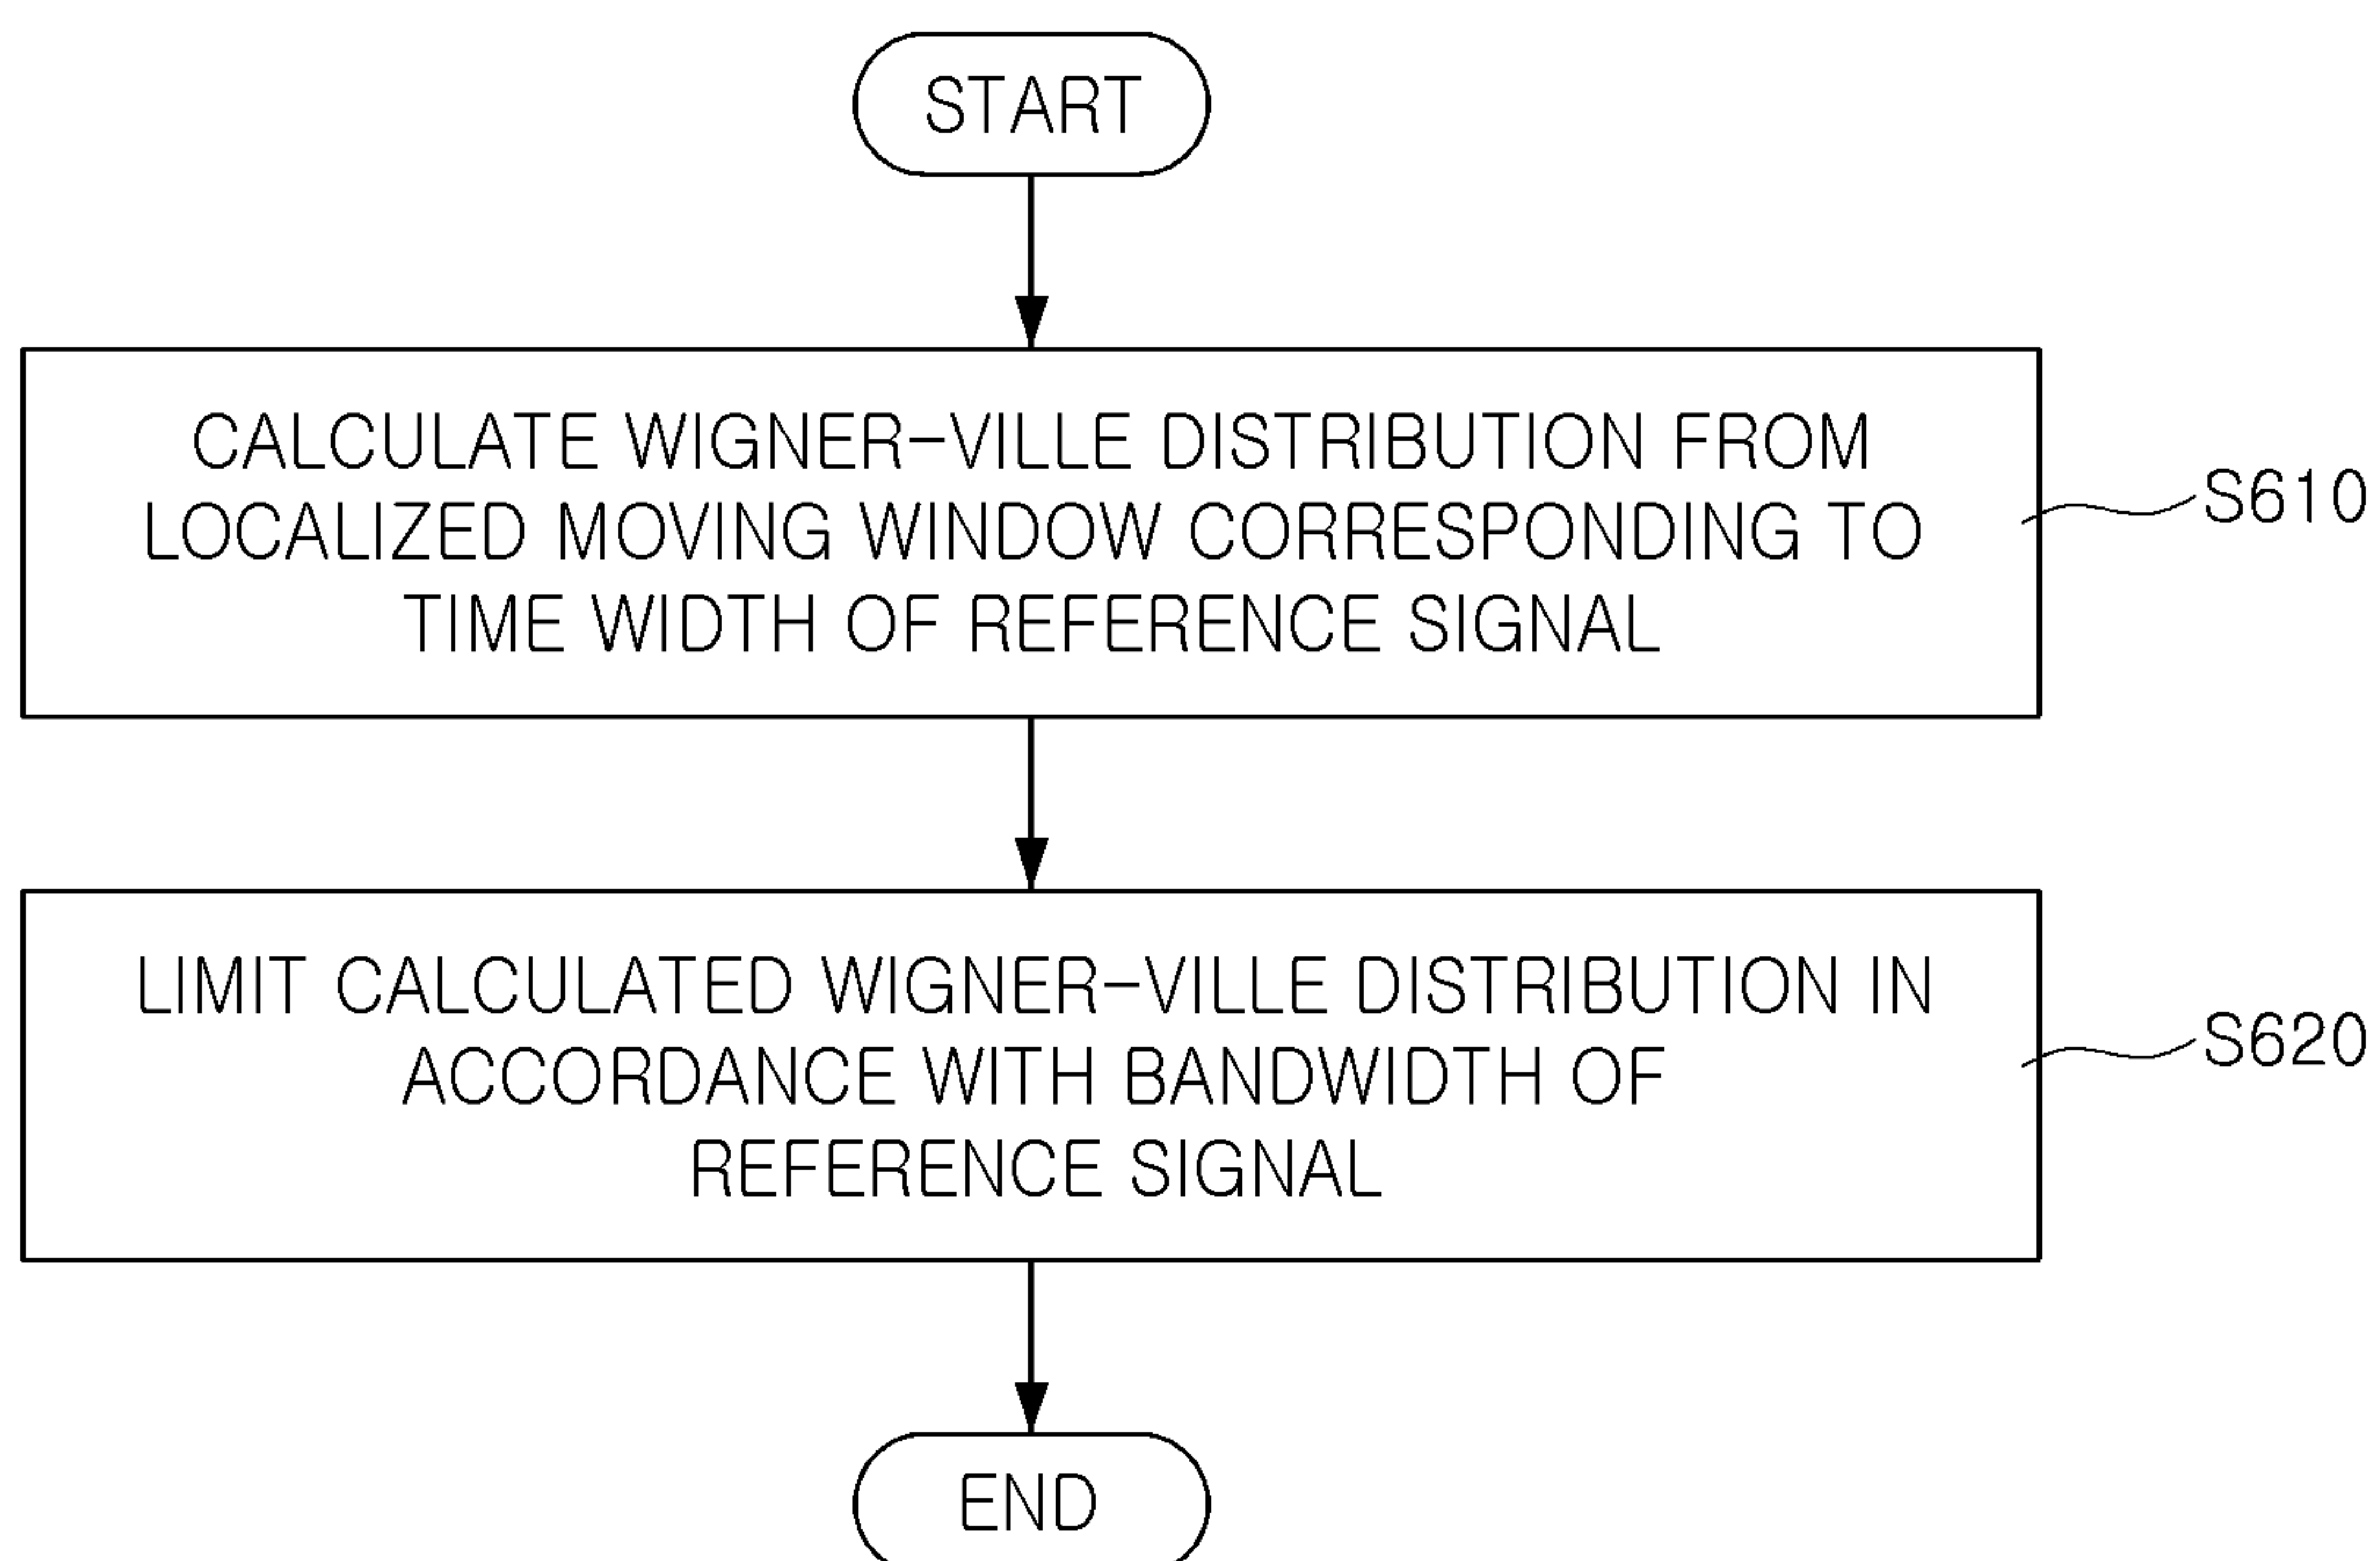 START
CALCULATE WIGNER-VILLE DISTRIBUTION FROM
LOCALIZED MOVING WINDOW CORRESPONDING TO
TIME WIDTH OF REFERENCE SIGNAL
S610
LIMIT CALCULATED WIGNER-VILLE DISTRIBUTION IN
ACCORDANCE WITH BANDWIDTH OF
REFERENCE SIGNAL
S620
END